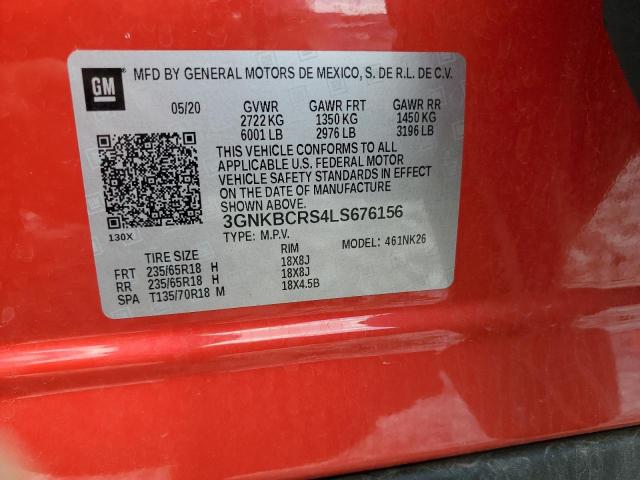 GM
MFD BY GENERAL MOTORS DE MEXICO, S. DE R.L. DE C.V.
05/20 GVWR GAWR FRT GAWR RR
2722 KG 1350 KG 1450 KG
6001 LB 2976 LB 3196 LB
THIS VEHICLE CONFORMS TO ALL
APPLICABLE U.S. FEDERAL MOTOR
VEHICLE SAFETY STANDARDS IN EFFECT
ON THE DATE OF MANUFACTURE
SHOWN ABOVE.
3GNKBCRS4LS676156
130X
TYPE: M.P.V. MODEL: 461NK26
TIRE SIZE RIM
FRT 235/65R18 H 18X8J
RR 235/65R18 H 18X8J
SPA T135/70R18 M 18X4.5B